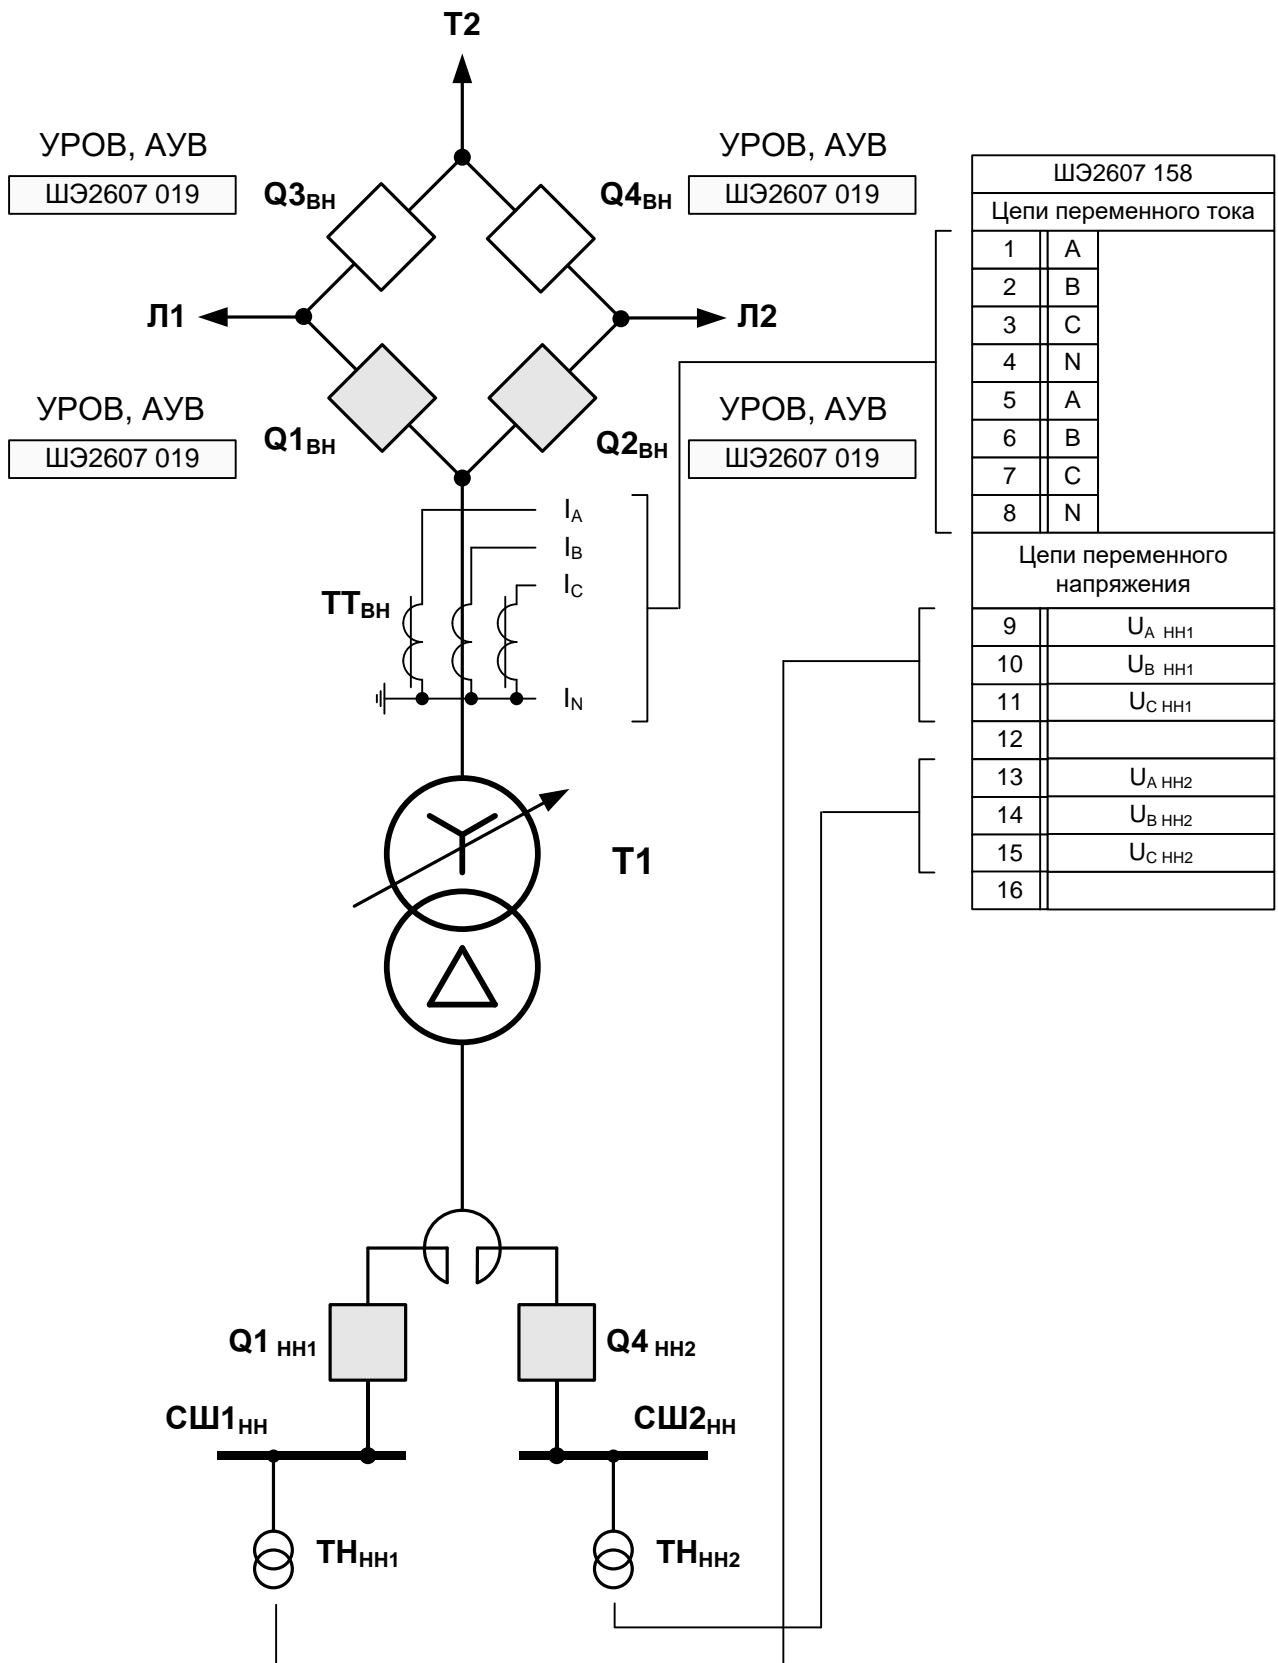 T2
УРОВ, АУВ
ШЭ2607 019
Q3ВН
Q4ВН
УРОВ, АУВ
ШЭ2607 019
Л1
Л2
УРОВ, АУВ
ШЭ2607 019
Q1ВН
Q2ВН
УРОВ, АУВ
ШЭ2607 019
IA
IB
IC
ТТВН
IN
T1
Q1 НН1
Q4 НН2
СШ1НН
СШ2НН
ТННН1
ТННН2
ШЭ2607 158
Цепи переменного тока
1 A
2 B
3 C
4 N
5 A
6 B
7 C
8 N
Цепи переменного
напряжения
9 UA НН1
10 UB НН1
11 UC НН1
12
13 UA НН2
14 UB НН2
15 UC НН2
16